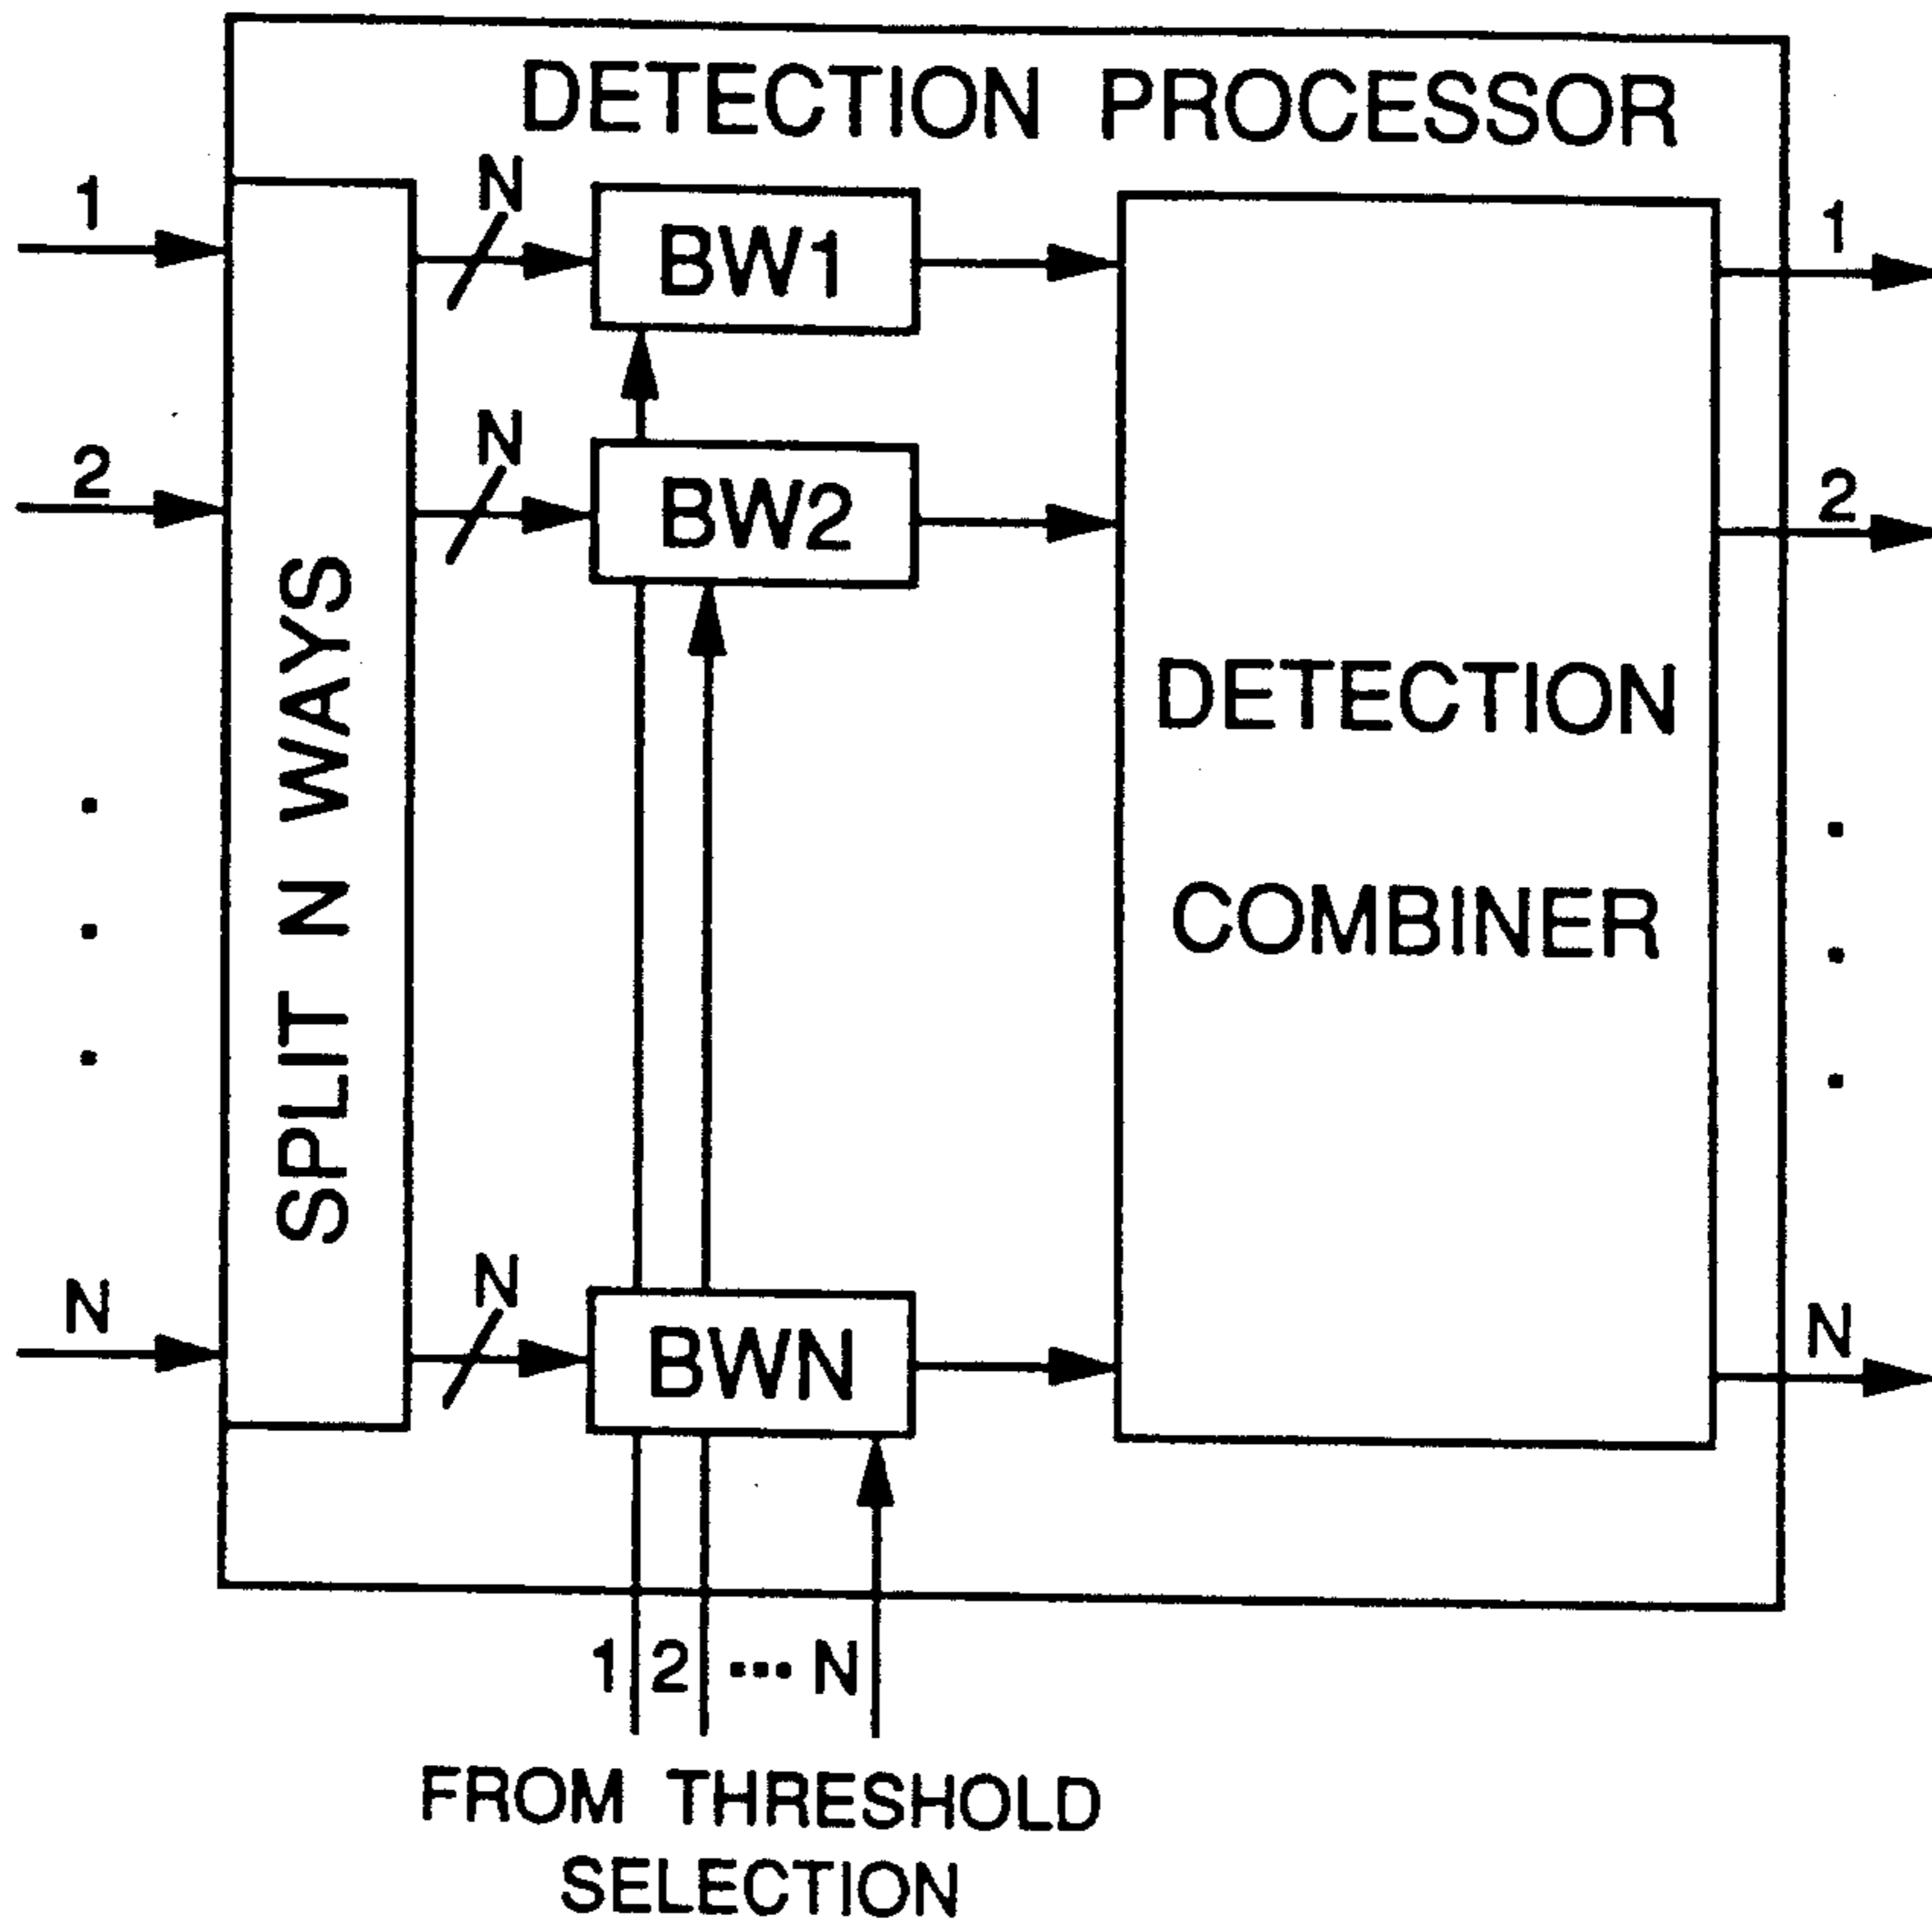 DETECTION PROCESSOR
1
N
BW1
1
2
N
BW2
2
SPLIT N WAYS
DETECTION
COMBINER
N
N
BWN
N
1 2 ... N
FROM THRESHOLD
SELECTION